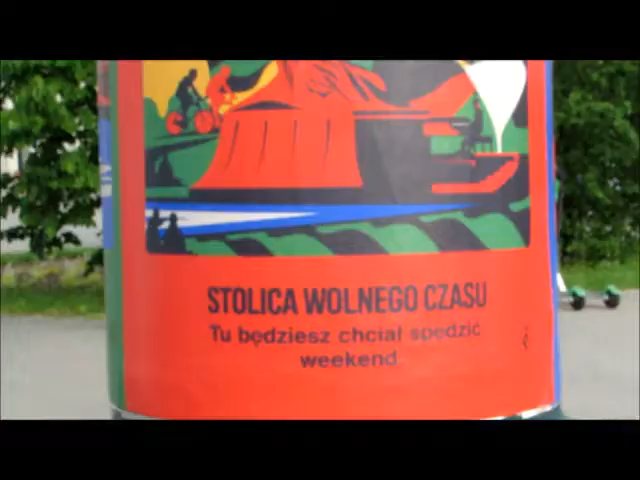 STOLICA WOLNEGO CZASU
Tu będziesz chciał spędzić
weekend